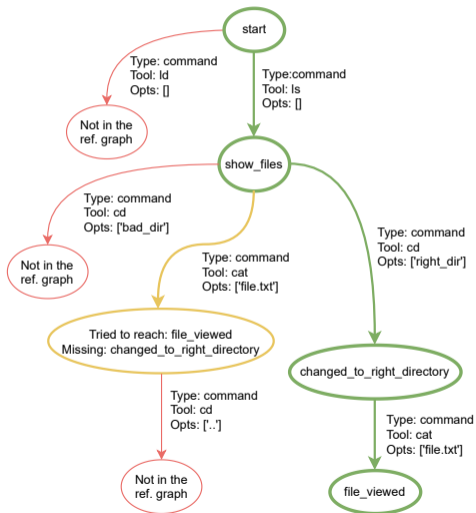 start
Type: command
Tool: ld
Opts: []
Type:command
Tool: ls
Opts: []
Not in the
ref. graph
show_files
Type: command
Tool: cd
Opts: ['bad_dir']
Type: command
Tool: cat
Opts: ['file.txt']
Type: command
Tool: cd
Opts: ['right_dir']
Not in the
ref. graph
Tried to reach: file_viewed
Missing: changed_to_right_directory
changed_to_right_directory
Type: command
Tool: cd
Opts: ['..']
Type: command
Tool: cat
Opts: ['file.txt']
Not in the
ref. graph
file_viewed